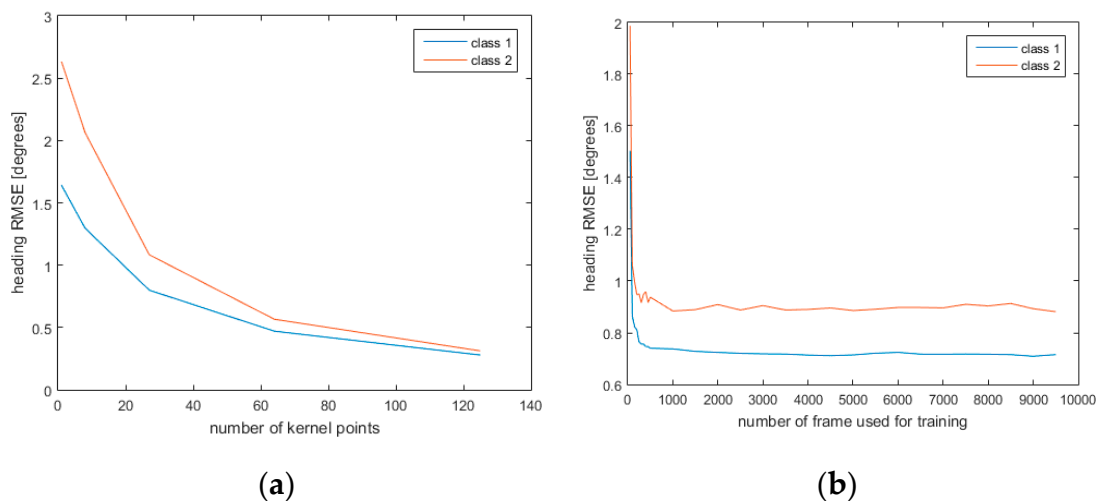 3
2.5
2
1.5
1
0.5
0
0 20 40 60 80 100 120 140
heading RMSE [degrees]
number of kernel points
class 1
class 2
(a)
2
1.8
1.6
1.4
1.2
1
0.8
0.6
0 1000 2000 3000 4000 5000 6000 7000 8000 9000 10000
heading RMSE [degrees]
number of frame used for training
class 1
class 2
(b)